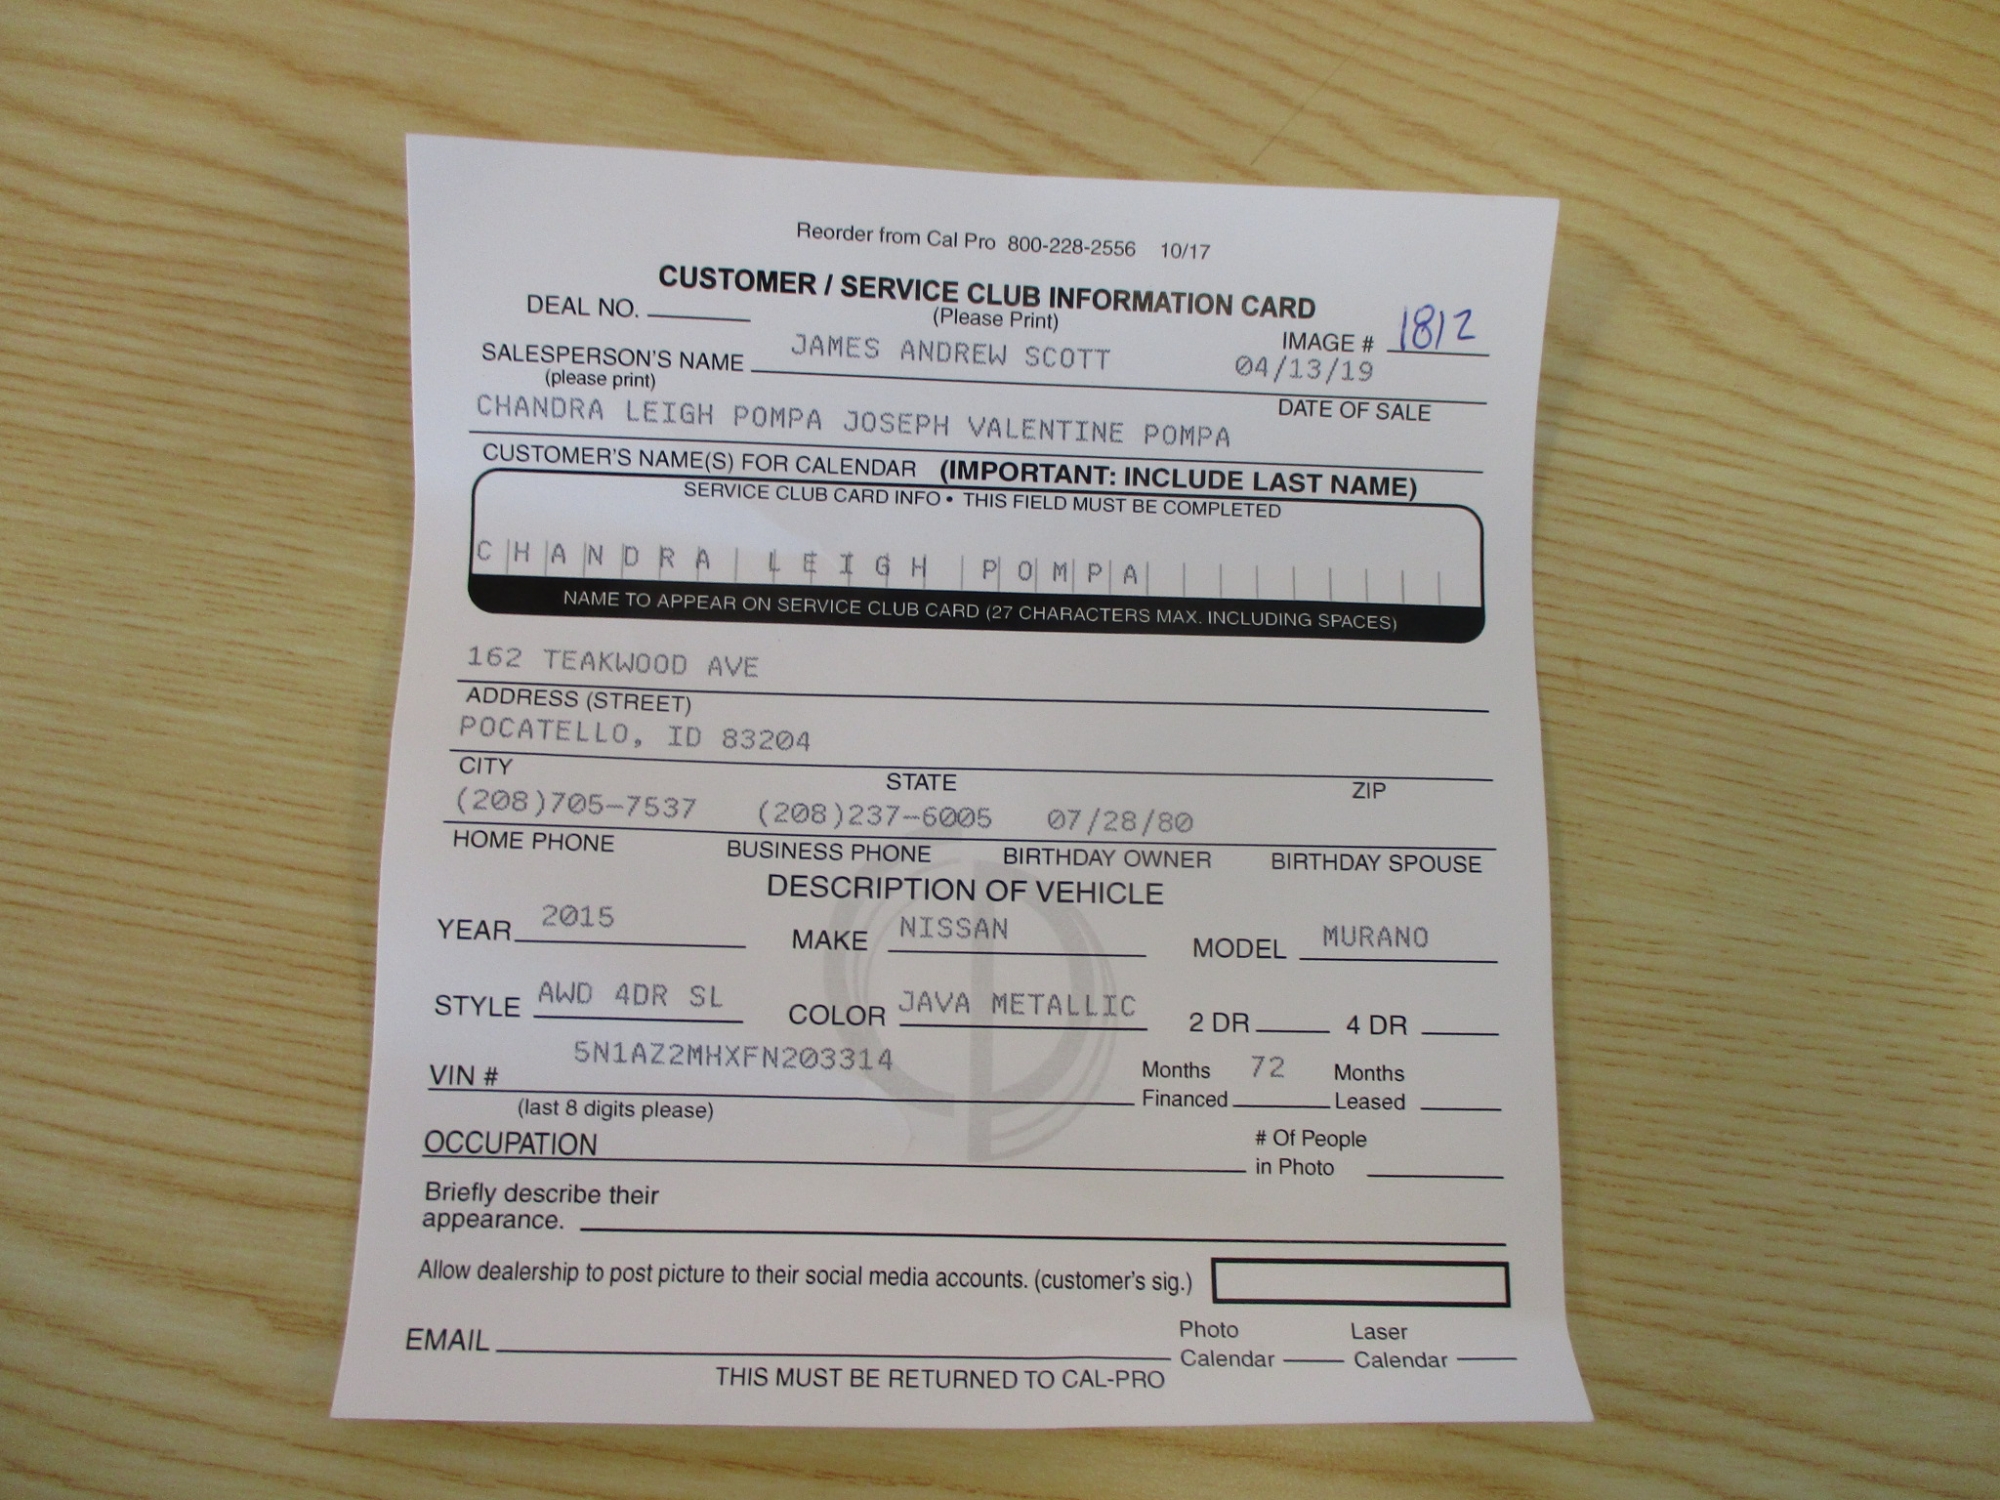 Reorder from Cal Pro 800-228-2556 10/17
CUSTOMER / SERVICE CLUB INFORMATION CARD
(Please Print)
DEAL NO.
IMAGE # 1812
SALESPERSON'S NAME JAMES ANDREW SCOTT 04/13/19
(please print)
DATE OF SALE
CHANDRA LEIGH POMPA JOSEPH VALENTINE POMPA
CUSTOMER'S NAME(S) FOR CALENDAR (IMPORTANT: INCLUDE LAST NAME)
SERVICE CLUB CARD INFO • THIS FIELD MUST BE COMPLETED
CHANDRA LEIGH POMPA
NAME TO APPEAR ON SERVICE CLUB CARD (27 CHARACTERS MAX. INCLUDING SPACES)
162 TEAKWOOD AVE
ADDRESS (STREET)
POCATELLO, ID 83204
CITY STATE ZIP
(208)705-7537 (208)237-6005 07/28/80
HOME PHONE BUSINESS PHONE BIRTHDAY OWNER BIRTHDAY SPOUSE
DESCRIPTION OF VEHICLE
YEAR 2015 MAKE NISSAN MODEL MURANO
STYLE AWD 4DR SL COLOR JAVA METALLIC 2 DR 4 DR
VIN # 5N1AZ2MHXFN203314
(last 8 digits please)
Months Financed 72 Months Leased
OCCUPATION
# Of People in Photo
Briefly describe their
appearance.
Allow dealership to post picture to their social media accounts. (customer's sig.)
EMAIL
Photo Calendar Laser Calendar
THIS MUST BE RETURNED TO CAL-PRO